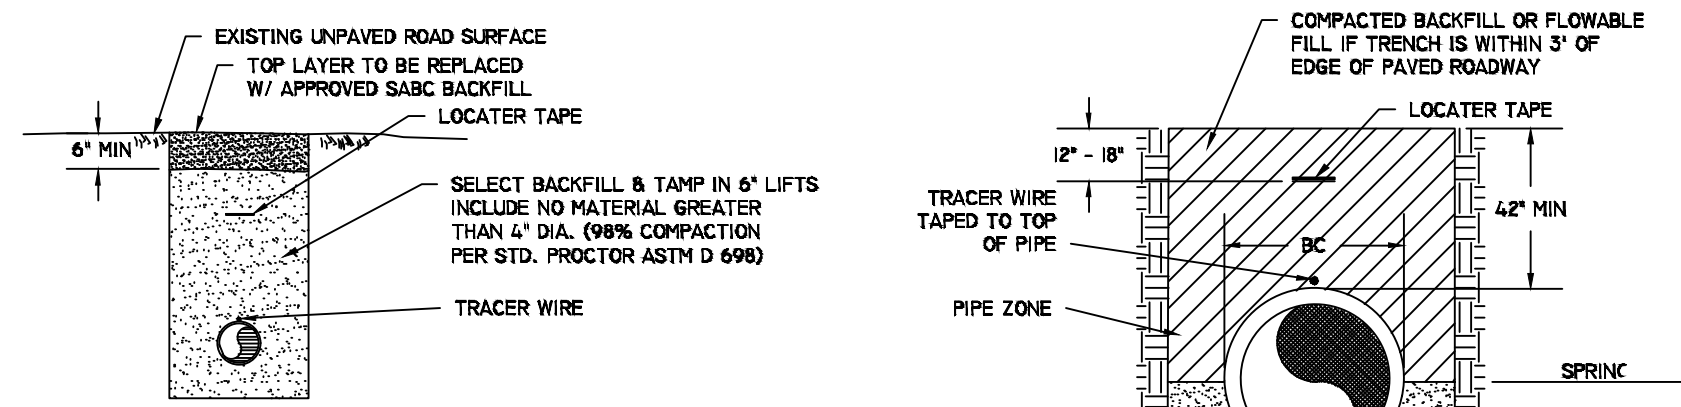 EXISTING UNPAVED ROAD SURFACE
TOP LAYER TO BE REPLACED
W/ APPROVED SABC BACKFILL
LOCATER TAPE
6" MIN
SELECT BACKFILL & TAMP IN 6" LIFTS
INCLUDE NO MATERIAL GREATER
THAN 4" DIA. (98% COMPACTION
PER STD. PROCTOR ASTM D 698)
TRACER WIRE
COMPACTED BACKFILL OR FLOWABLE
FILL IF TRENCH IS WITHIN 3' OF
EDGE OF PAVED ROADWAY
LOCATER TAPE
12" - 18"
TRACER WIRE
TAPED TO TOP
OF PIPE
42" MIN
BC
PIPE ZONE